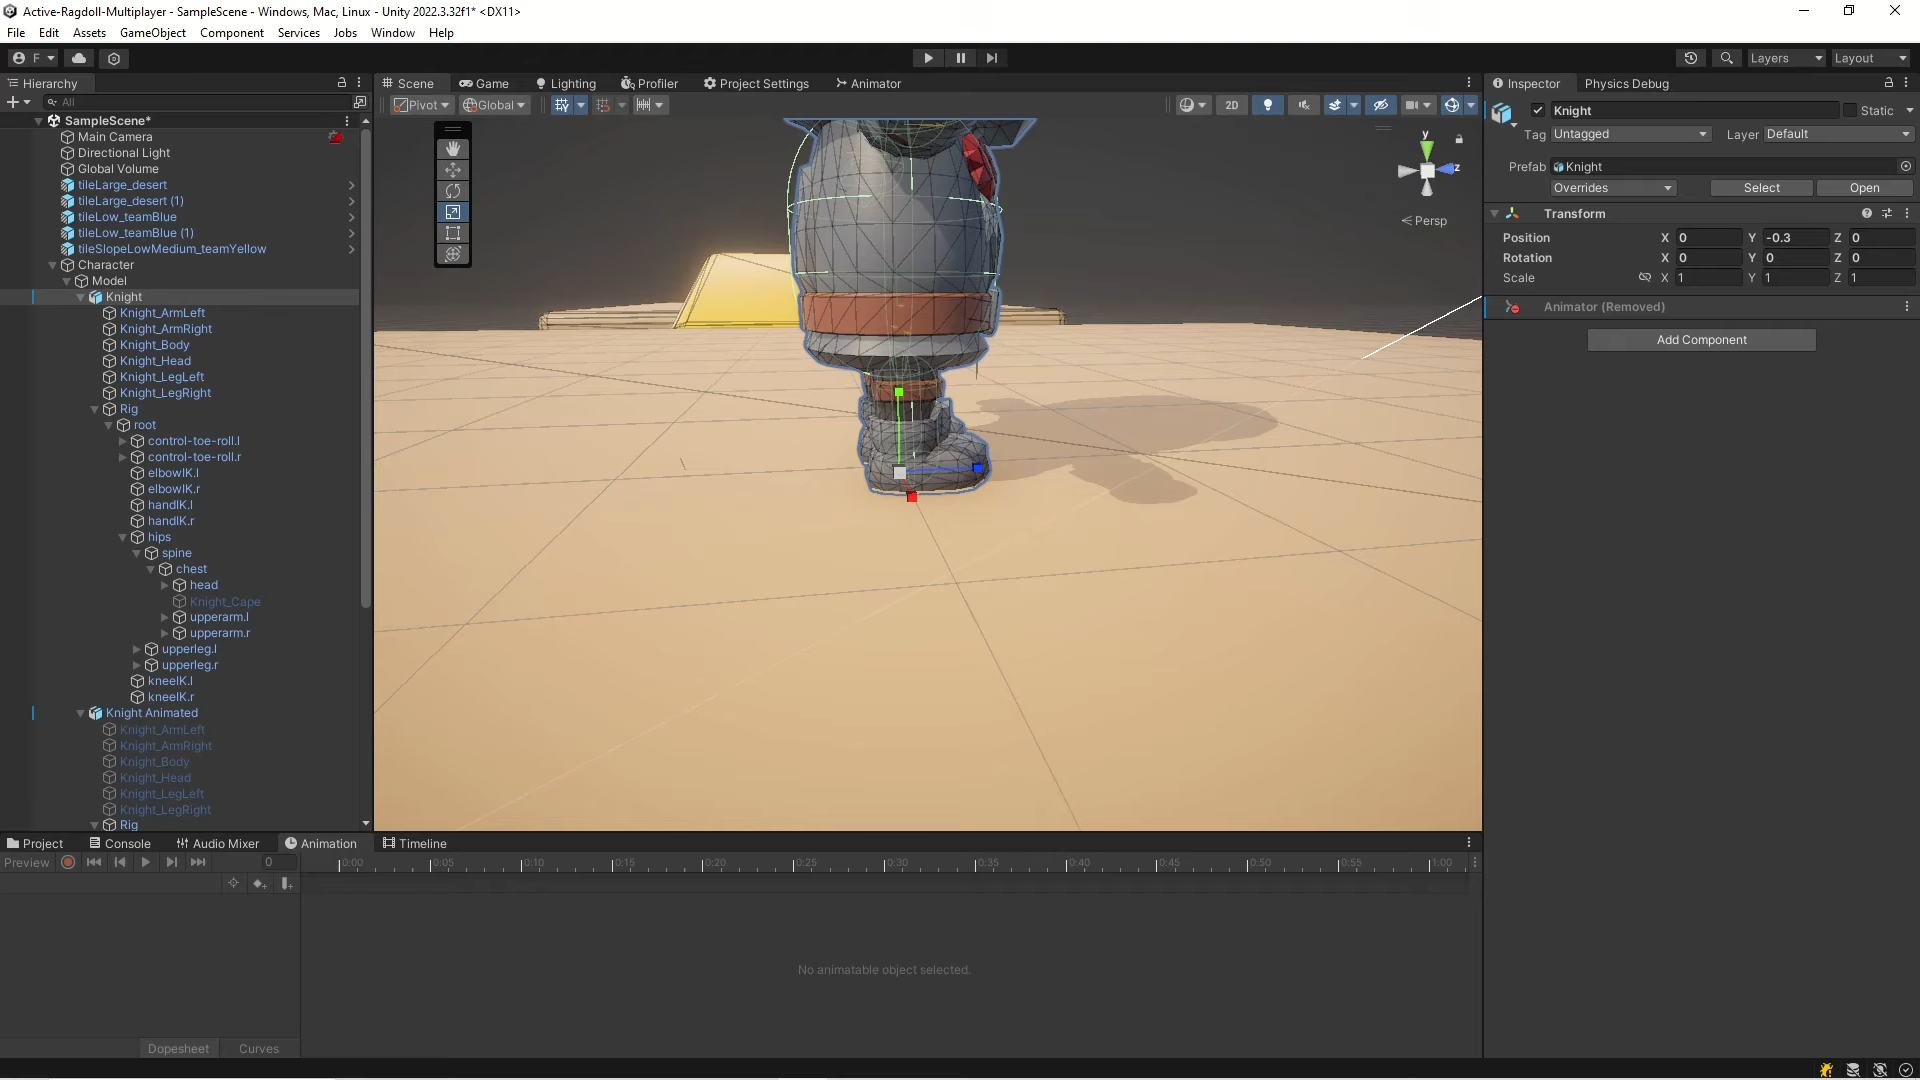 Active-Ragdoll-Multiplayer - SampleScene - Windows, Mac, Linux - Unity 2022.3.32f1* <DX11>
File Edit Assets GameObject Component Services Jobs Window Help
F Layers Layout
Hierarchy
All
SampleScene*
Main Camera
Directional Light
Global Volume
tileLarge_desert
tileLarge_desert (1)
tileLow_teamBlue
tileLow_teamBlue (1)
tileSlopeLowMedium_teamYellow
Character
Model
Knight
Knight_ArmLeft
Knight_ArmRight
Knight_Body
Knight_Head
Knight_LegLeft
Knight_LegRight
Rig
root
control-toe-roll.l
control-toe-roll.r
elbowIK.l
elbowIK.r
handIK.l
handIK.r
hips
spine
chest
head
Knight_Cape
upperarm.l
upperarm.r
upperleg.l
upperleg.r
kneeIK.l
kneeIK.r
Knight Animated
Knight_ArmLeft
Knight_ArmRight
Knight_Body
Knight_Head
Knight_LegLeft
Knight_LegRight
Rig
Scene Game Lighting Profiler Project Settings Animator
Pivot Global 2D
y
z
< Persp
Inspector Physics Debug
Knight Static
Tag Untagged Layer Default
Prefab Knight
Overrides Select Open
Transform
Position X 0 Y -0.3 Z 0
Rotation X 0 Y 0 Z 0
Scale X 1 Y 1 Z 1
Animator (Removed)
Add Component
Project Console Audio Mixer Animation Timeline
Preview 0 0:00 0:05 0:10 0:15 0:20 0:25 0:30 0:35 0:40 0:45 0:50 0:55 1:00
No animatable object selected.
Dopesheet Curves